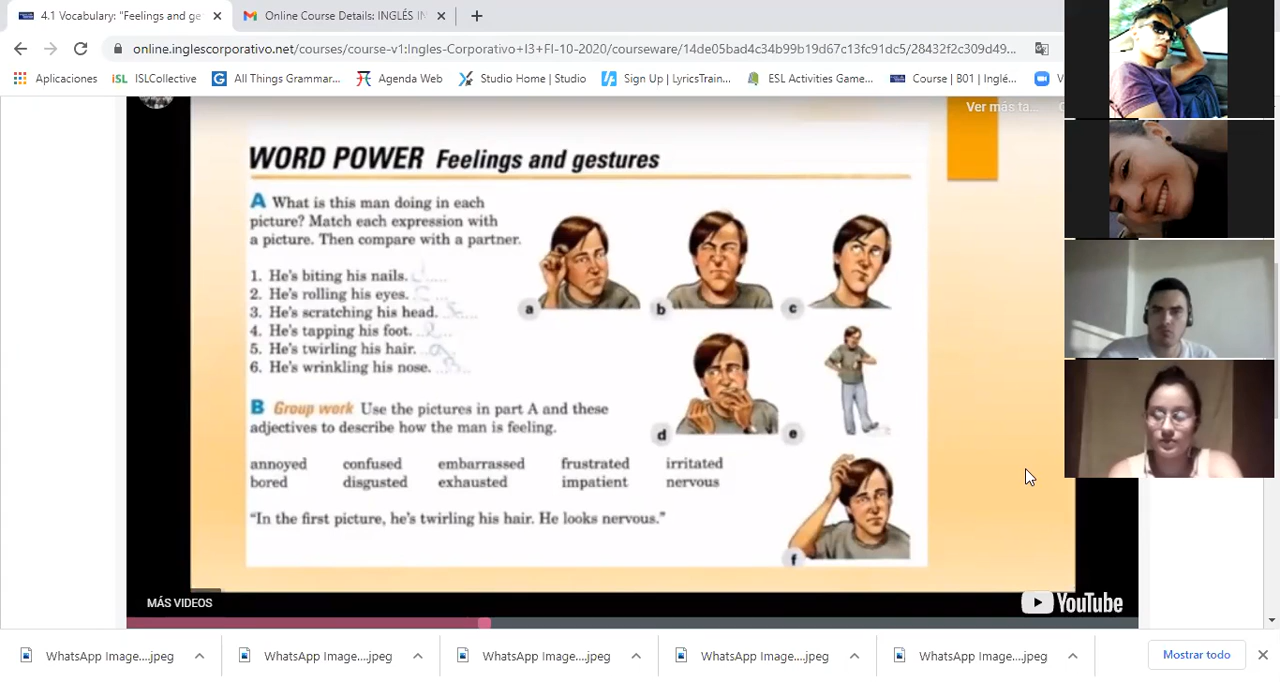 4.1 Vocabulary: "Feelings and ge
Online Course Details: INGLÉS IN
online.inglescorporativo.net/courses/course-v1:Ingles-Corporativo+I3+FI-10-2020/courseware/14de05bad4c34b99b19d67c13fc91dc5/28432f2c309d49...
Aplicaciones iSL ISLCollective All Things Grammar... Agenda Web Studio Home | Studio Sign Up | LyricsTrain... ESL Activities Game... Course | B01 | Inglé...
Ver más ta...
WORD POWER Feelings and gestures
A What is this man doing in each
picture? Match each expression with
a picture. Then compare with a partner.
1. He's biting his nails.
2. He's rolling his eyes.
3. He's scratching his head.
4. He's tapping his foot.
5. He's twirling his hair.
6. He's wrinkling his nose.
a b c
d e
f
B Group work Use the pictures in part A and these
adjectives to describe how the man is feeling.
annoyed confused embarrassed frustrated irritated
bored disgusted exhausted impatient nervous
"In the first picture, he's twirling his hair. He looks nervous."
MÁS VIDEOS
YouTube
WhatsApp Image....jpeg WhatsApp Image....jpeg WhatsApp Image....jpeg WhatsApp Image....jpeg WhatsApp Image....jpeg Mostrar todo